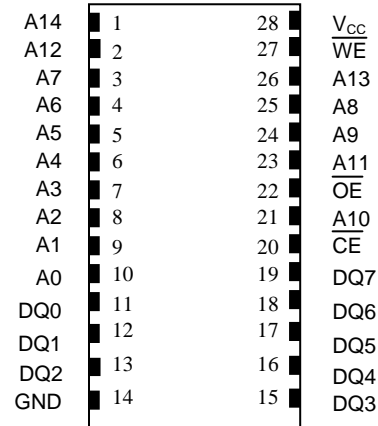 A14 1 28 VCC
A12 2 27 WE
A7 3 26 A13
A6 4 25 A8
A5 5 24 A9
A4 6 23 A11
A3 7 22 OE
A2 8 21 A10
A1 9 20 CE
A0 10 19 DQ7
DQ0 11 18 DQ6
DQ1 12 17 DQ5
DQ2 13 16 DQ4
GND 14 15 DQ3